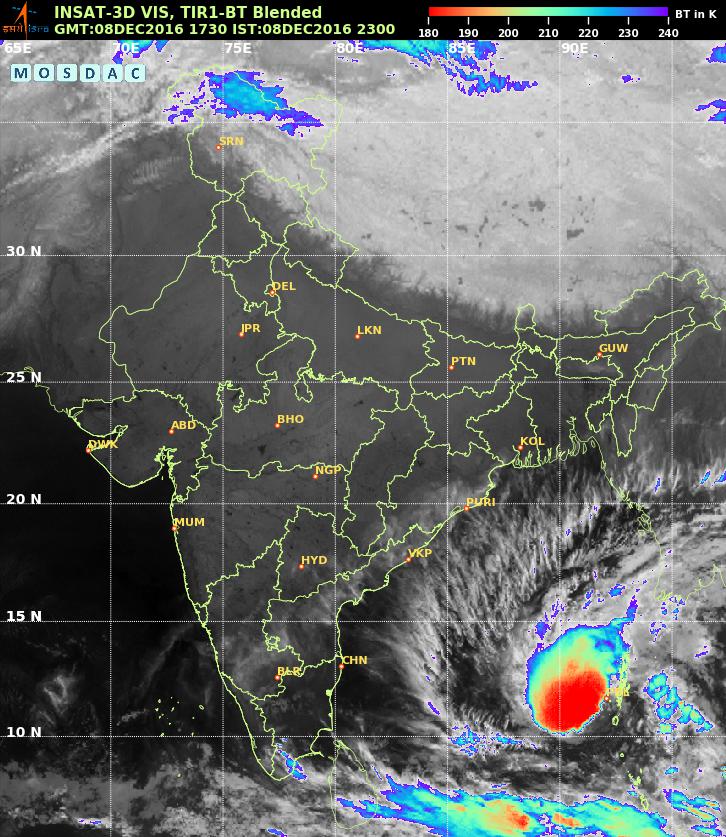 INSAT-3D VIS, TIR1-BT Blended
GMT:08DEC2016 1730 IST:08DEC2016 2300
BT in K
180 190 200 210 220 230 240
65E 70E 75E 80E 85E 90E
MOSDAC
SRN
30 N
DEL
JPR
LKN
GUW
PTN
25 N
BHO
ABD
KOL
DWK
NGP
20 N
PURI
MUM
VKP
HYD
15 N
CHN
BLR
10 N